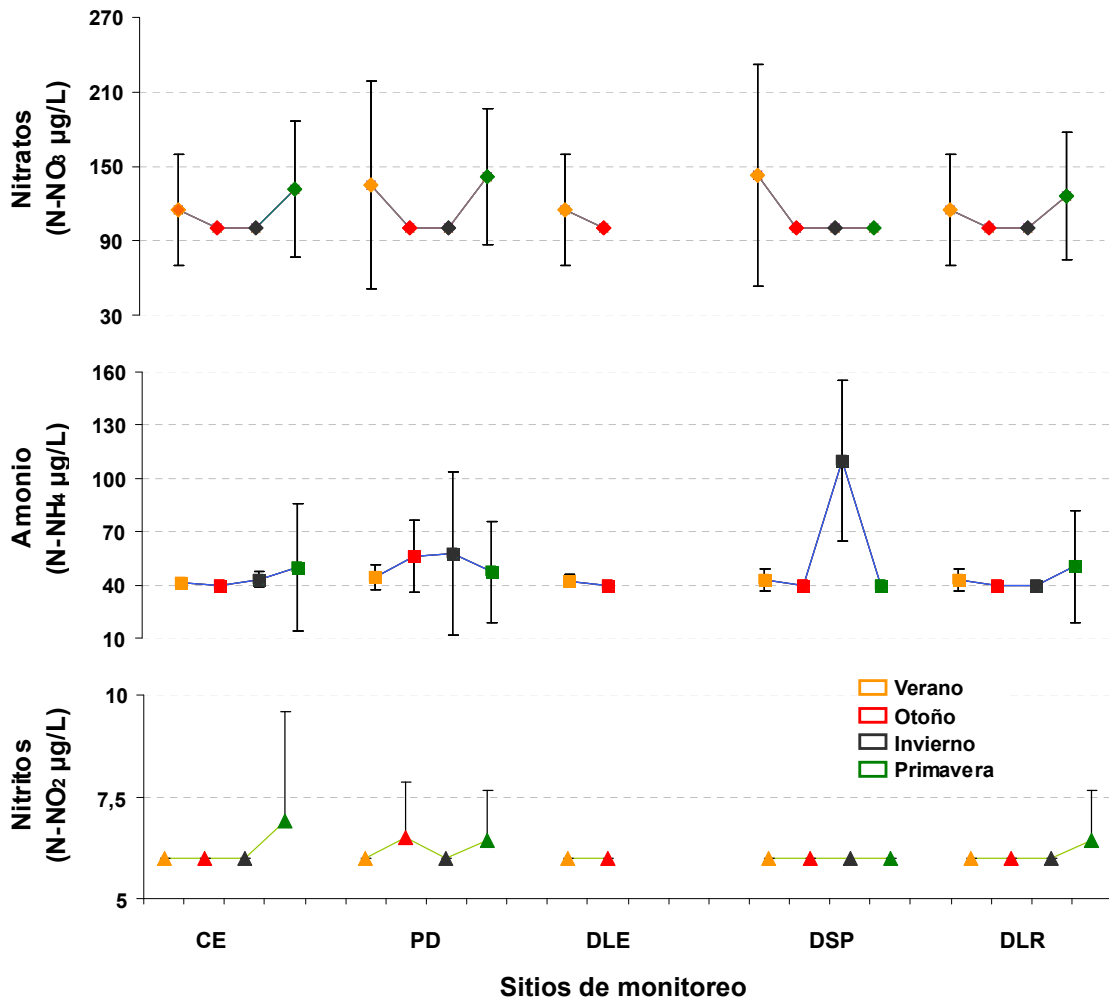 270
210
150
90
30
Nitratos
(N-NO3 µg/L)
160
130
100
70
40
10
Amonio
(N-NH4 µg/L)
10
7,5
5
Nitritos
(N-NO2 µg/L)
Verano
Otoño
Invierno
Primavera
CE
PD
DLE
DSP
DLR
Sitios de monitoreo